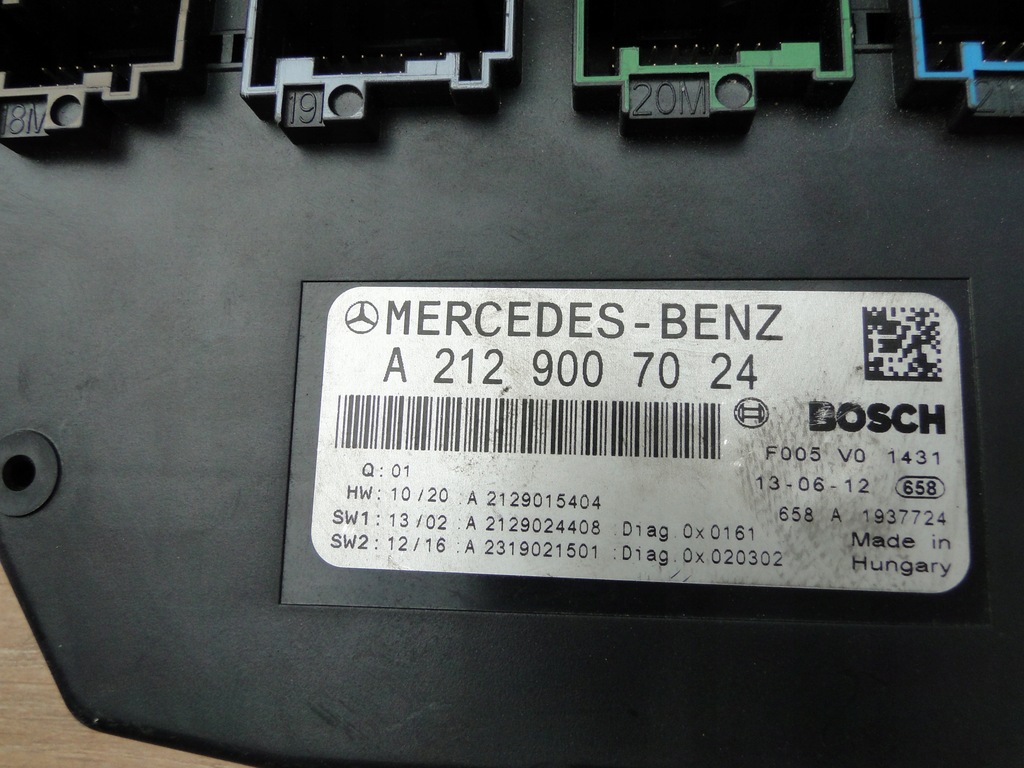 18M
19I
20M
MERCEDES-BENZ
A 212 900 70 24
BOSCH
F005 V0 1431
Q: 01
13-06-12 658
HW: 10/20 :A 2129015404
658 A 1937724
SW1: 13/02 :A 2129024408 :Diag.0x0161
Made in
SW2: 12/16 :A 2319021501 :Diag.0x020302
Hungary